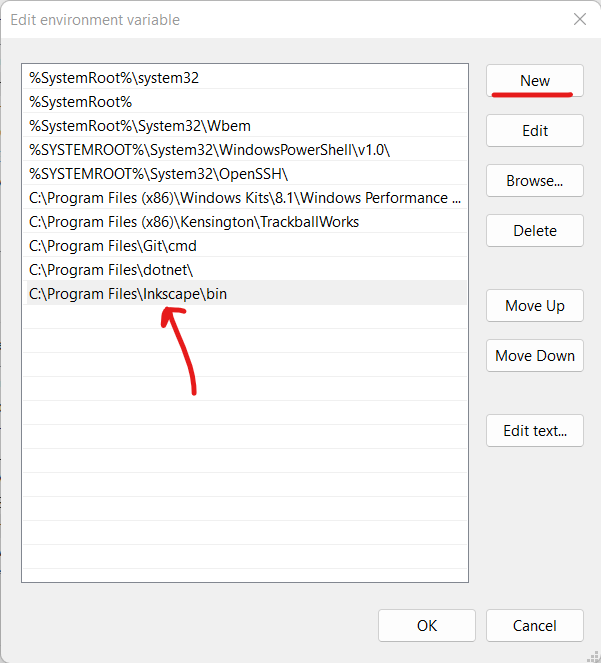 Edit environment variable
%SystemRoot%\system32
%SystemRoot%
%SystemRoot%\System32\Wbem
%SYSTEMROOT%\System32\WindowsPowerShell\v1.0\
%SYSTEMROOT%\System32\OpenSSH\
C:\Program Files (x86)\Windows Kits\8.1\Windows Performance ...
C:\Program Files (x86)\Kensington\TrackballWorks
C:\Program Files\Git\cmd
C:\Program Files\dotnet\
C:\Program Files\Inkscape\bin
New
Edit
Browse...
Delete
Move Up
Move Down
Edit text...
OK
Cancel